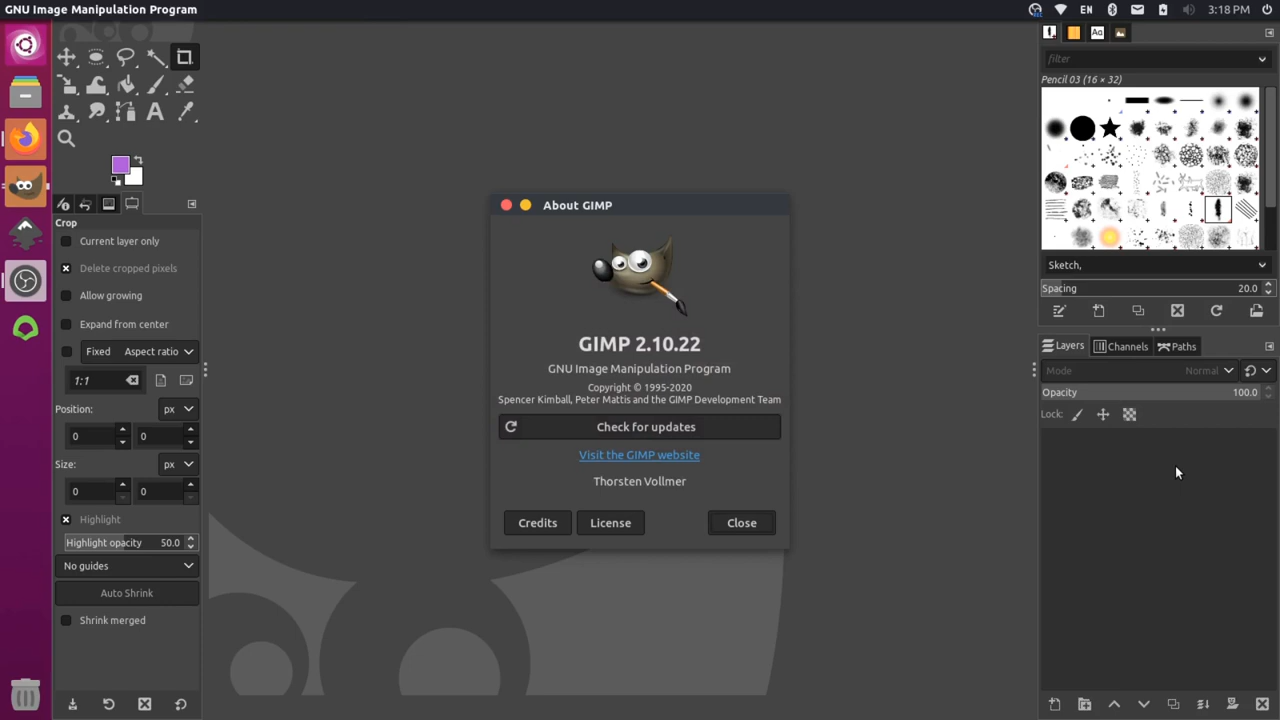 GNU Image Manipulation Program
EN
3:18 PM
Crop
Current layer only
Delete cropped pixels
Allow growing
Expand from center
Fixed Aspect ratio
1:1
Position: px
0 0
Size: px
0 0
Highlight
Highlight opacity 50.0
No guides
Auto Shrink
Shrink merged
About GIMP
GIMP 2.10.22
GNU Image Manipulation Program
Copyright © 1995-2020
Spencer Kimball, Peter Mattis and the GIMP Development Team
Check for updates
Visit the GIMP website
Thorsten Vollmer
Credits License Close
Aa
filter
Pencil 03 (16 × 32)
Sketch,
Spacing 20.0
Layers Channels Paths
Mode Normal
Opacity 100.0
Lock: